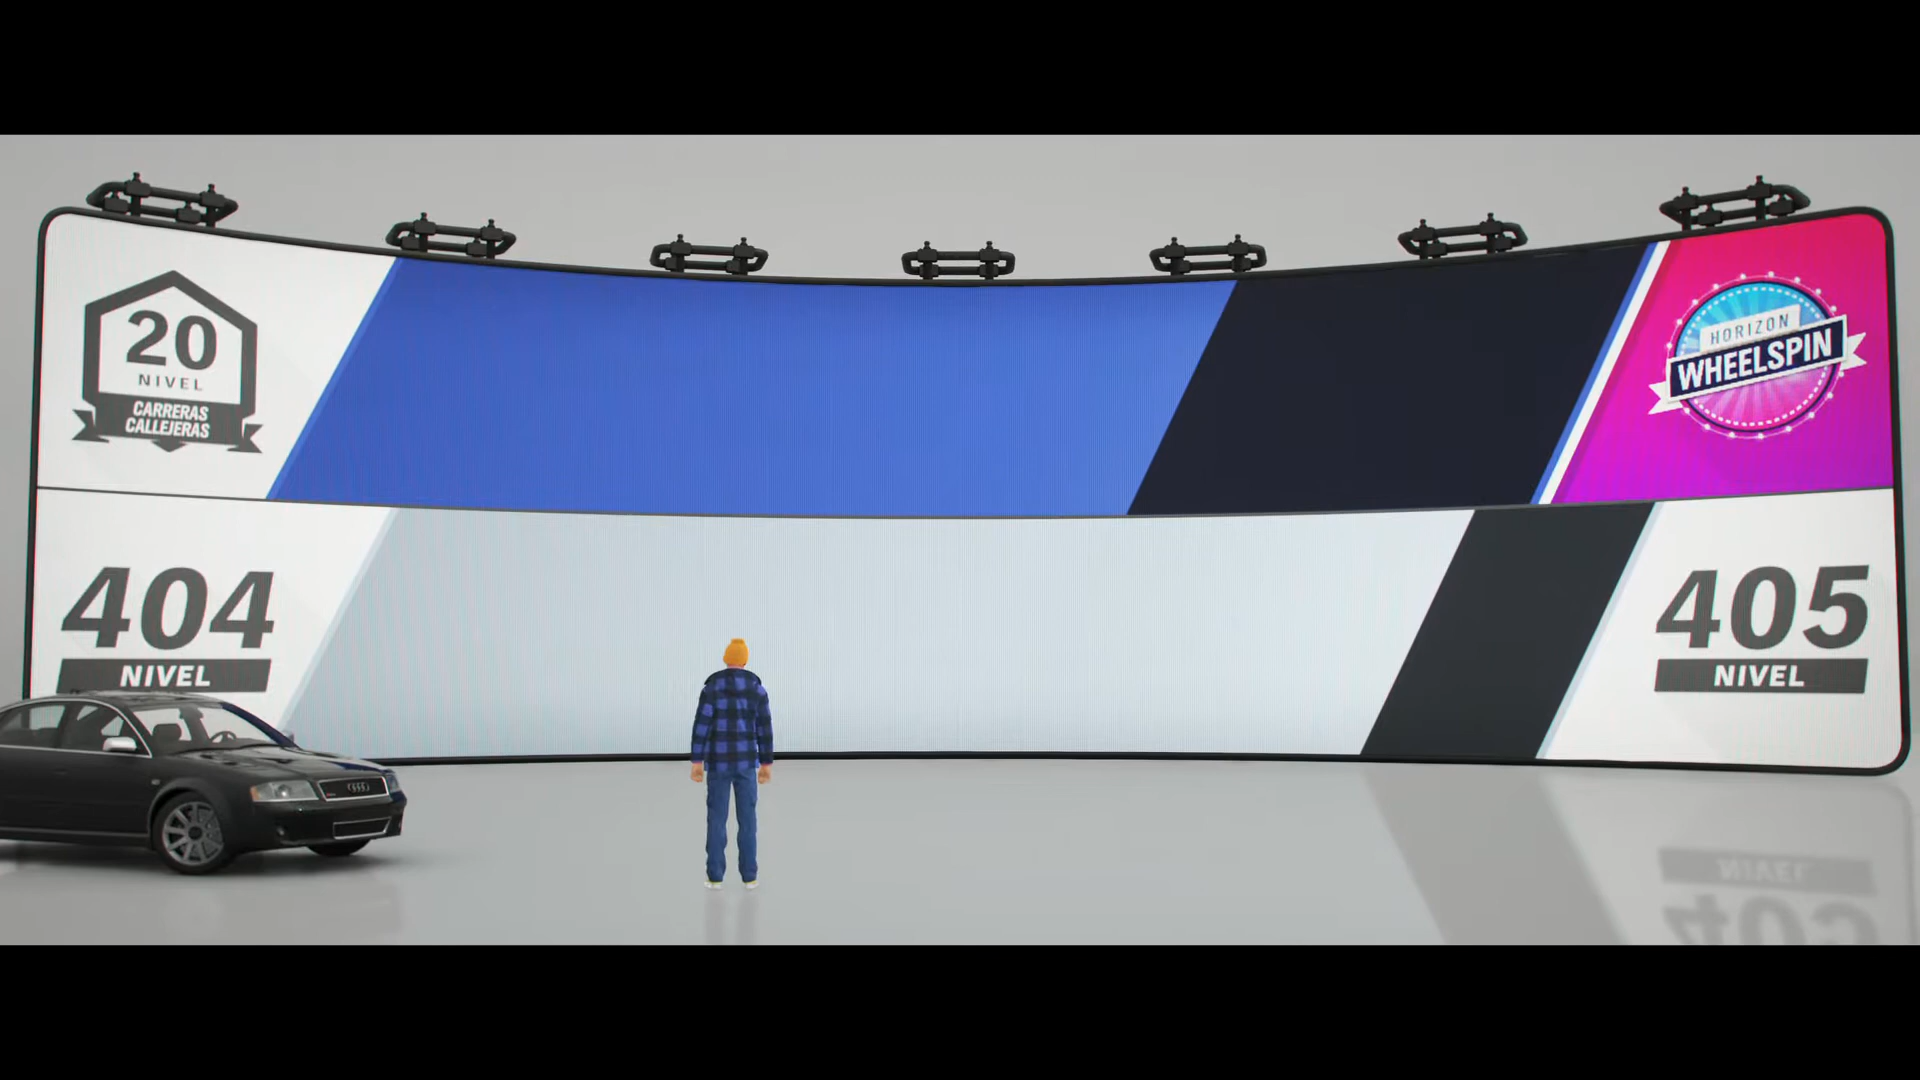 20
NIVEL
CARRERAS
CALLEJERAS
HORIZON
WHEELSPIN
404
NIVEL
405
NIVEL